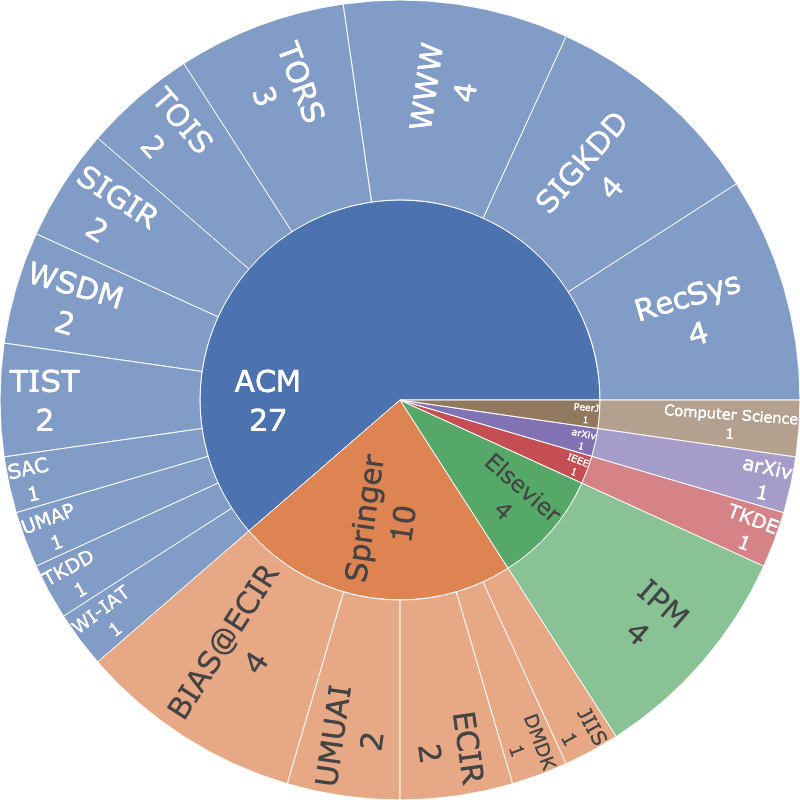 WWW
4
TORS
3
TOIS
2
SIGKDD
4
SIGIR
2
RecSys
4
WSDM
2
TIST
2
ACM
27
PeerJ
1
Computer Science
1
arXiv
1
arXiv
1
IEEE
1
TKDE
1
Elsevier
4
IPM
4
Springer
10
SAC
1
UMAP
1
TKDD
1
WI-IAT
1
BIAS@ECIR
4
UMUAI
2
ECIR
2
DMDK
1
JIIS
1